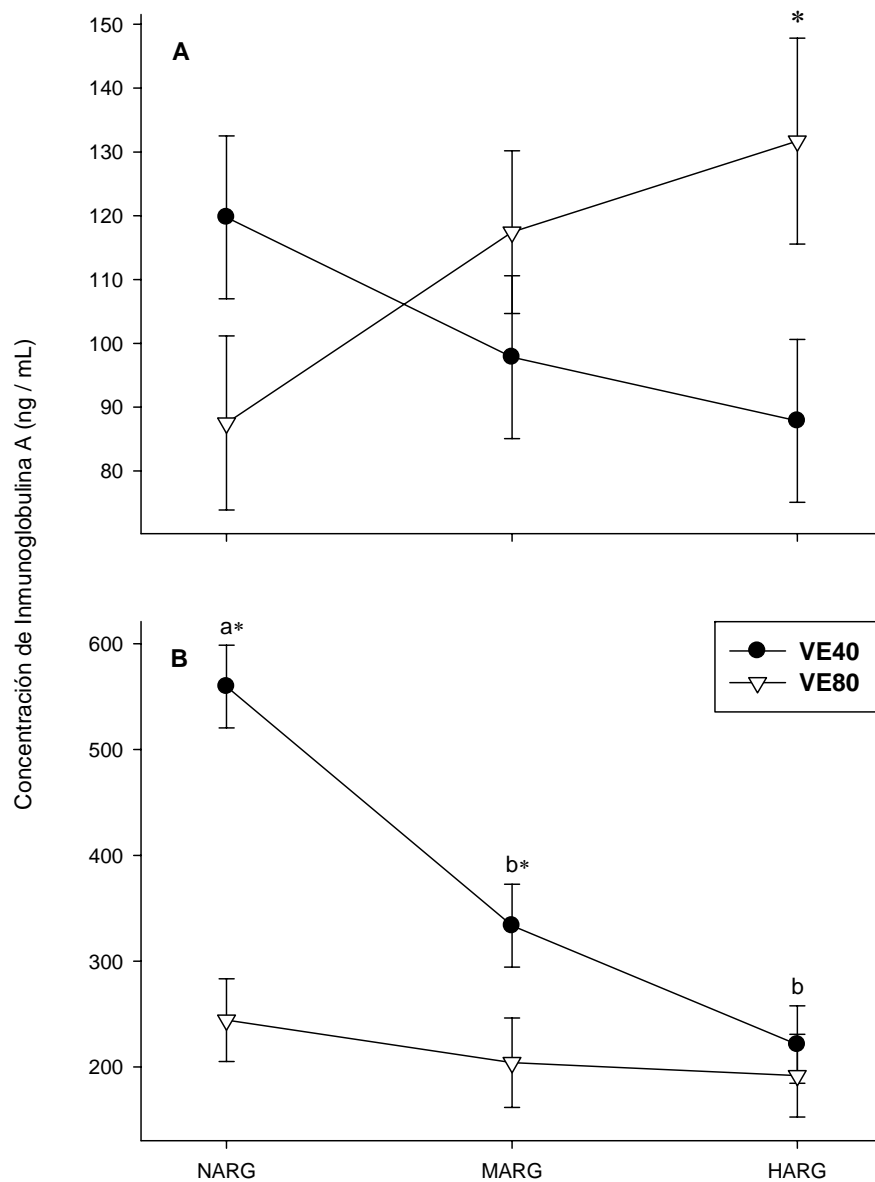 Concentración de Inmunoglobulina A (ng / mL)
A
*
150
140
130
120
110
100
90
80
B
a*
b*
b
600
500
400
300
200
VE40
VE80
NARG MARG HARG